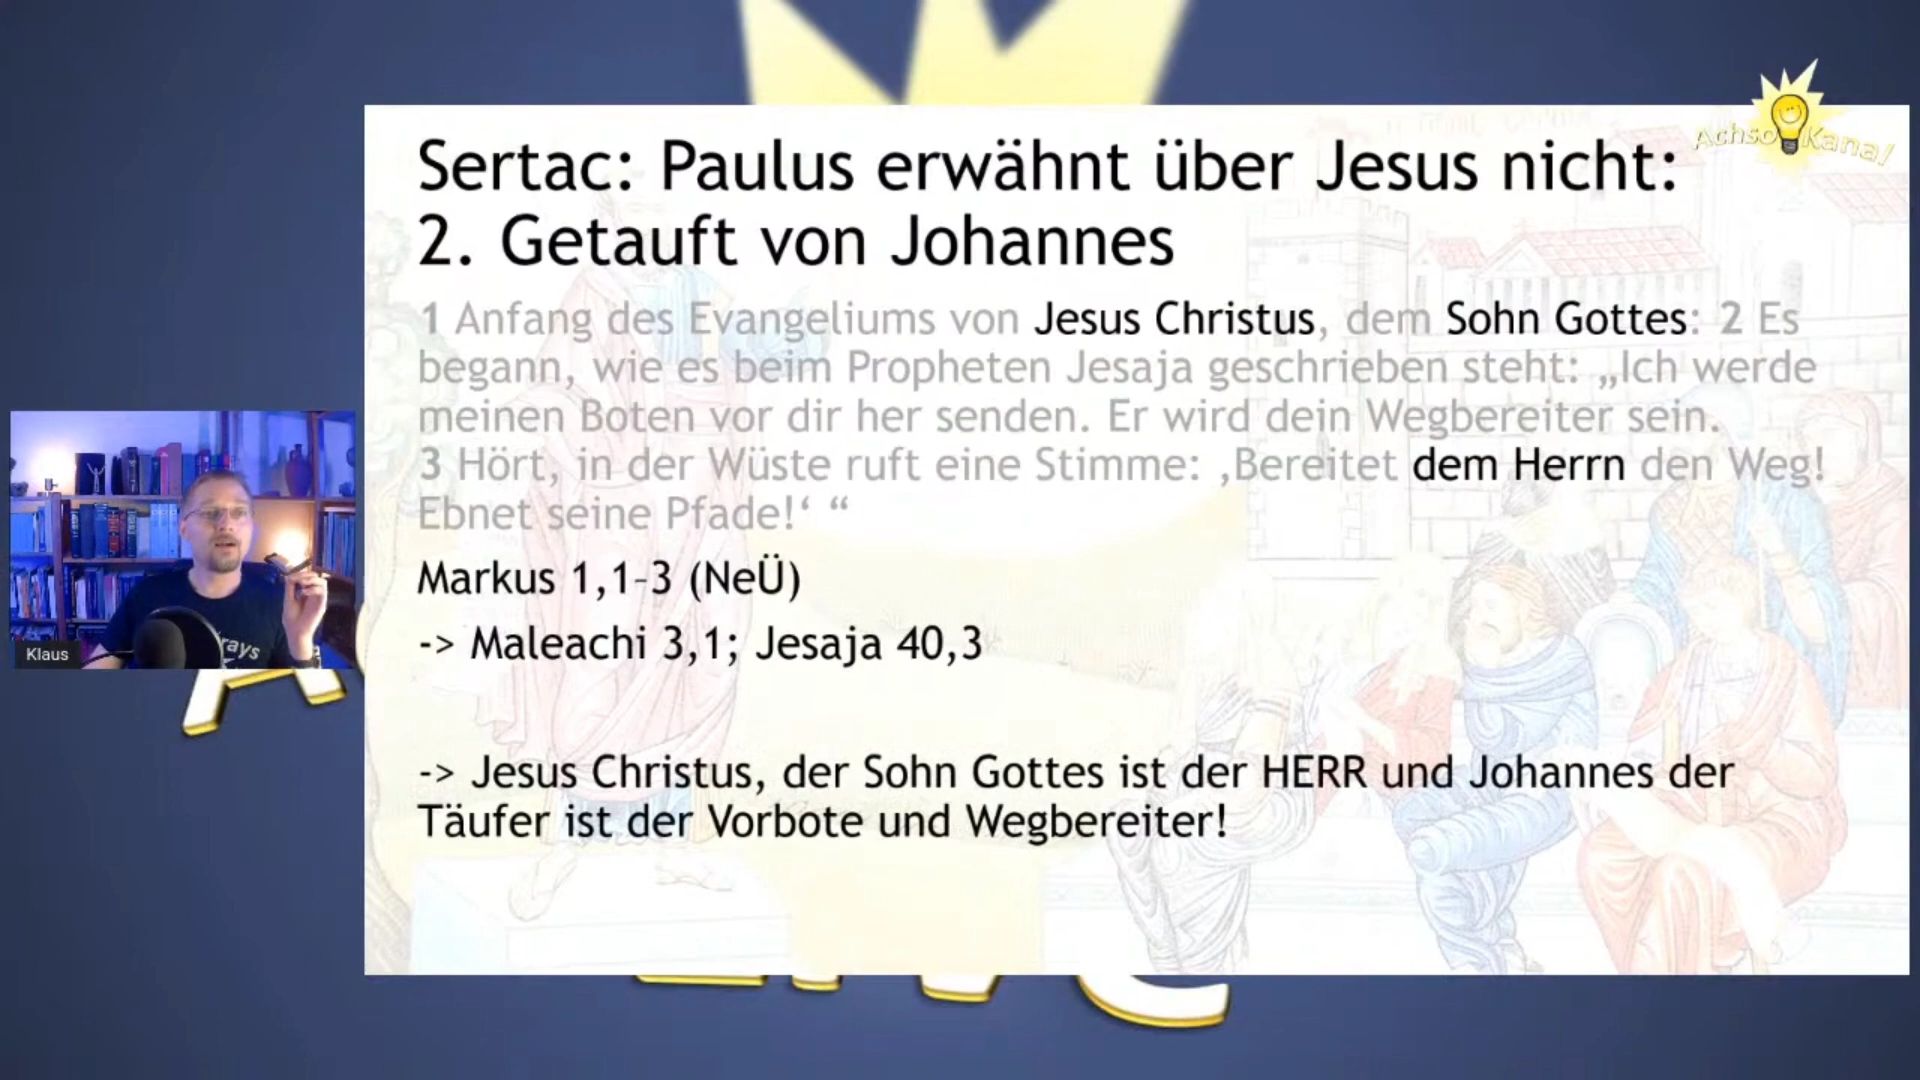 Achso Kanal
Sertac: Paulus erwähnt über Jesus nicht:
2. Getauft von Johannes
1 Anfang des Evangeliums von Jesus Christus, dem Sohn Gottes: 2 Es
begann, wie es beim Propheten Jesaja geschrieben steht: „Ich werde
meinen Boten vor dir her senden. Er wird dein Wegbereiter sein.
3 Hört, in der Wüste ruft eine Stimme: ‚Bereitet dem Herrn den Weg!
Ebnet seine Pfade!‘ “
Markus 1,1-3 (NeÜ)
-> Maleachi 3,1; Jesaja 40,3
-> Jesus Christus, der Sohn Gottes ist der HERR und Johannes der
Täufer ist der Vorbote und Wegbereiter!
Klaus